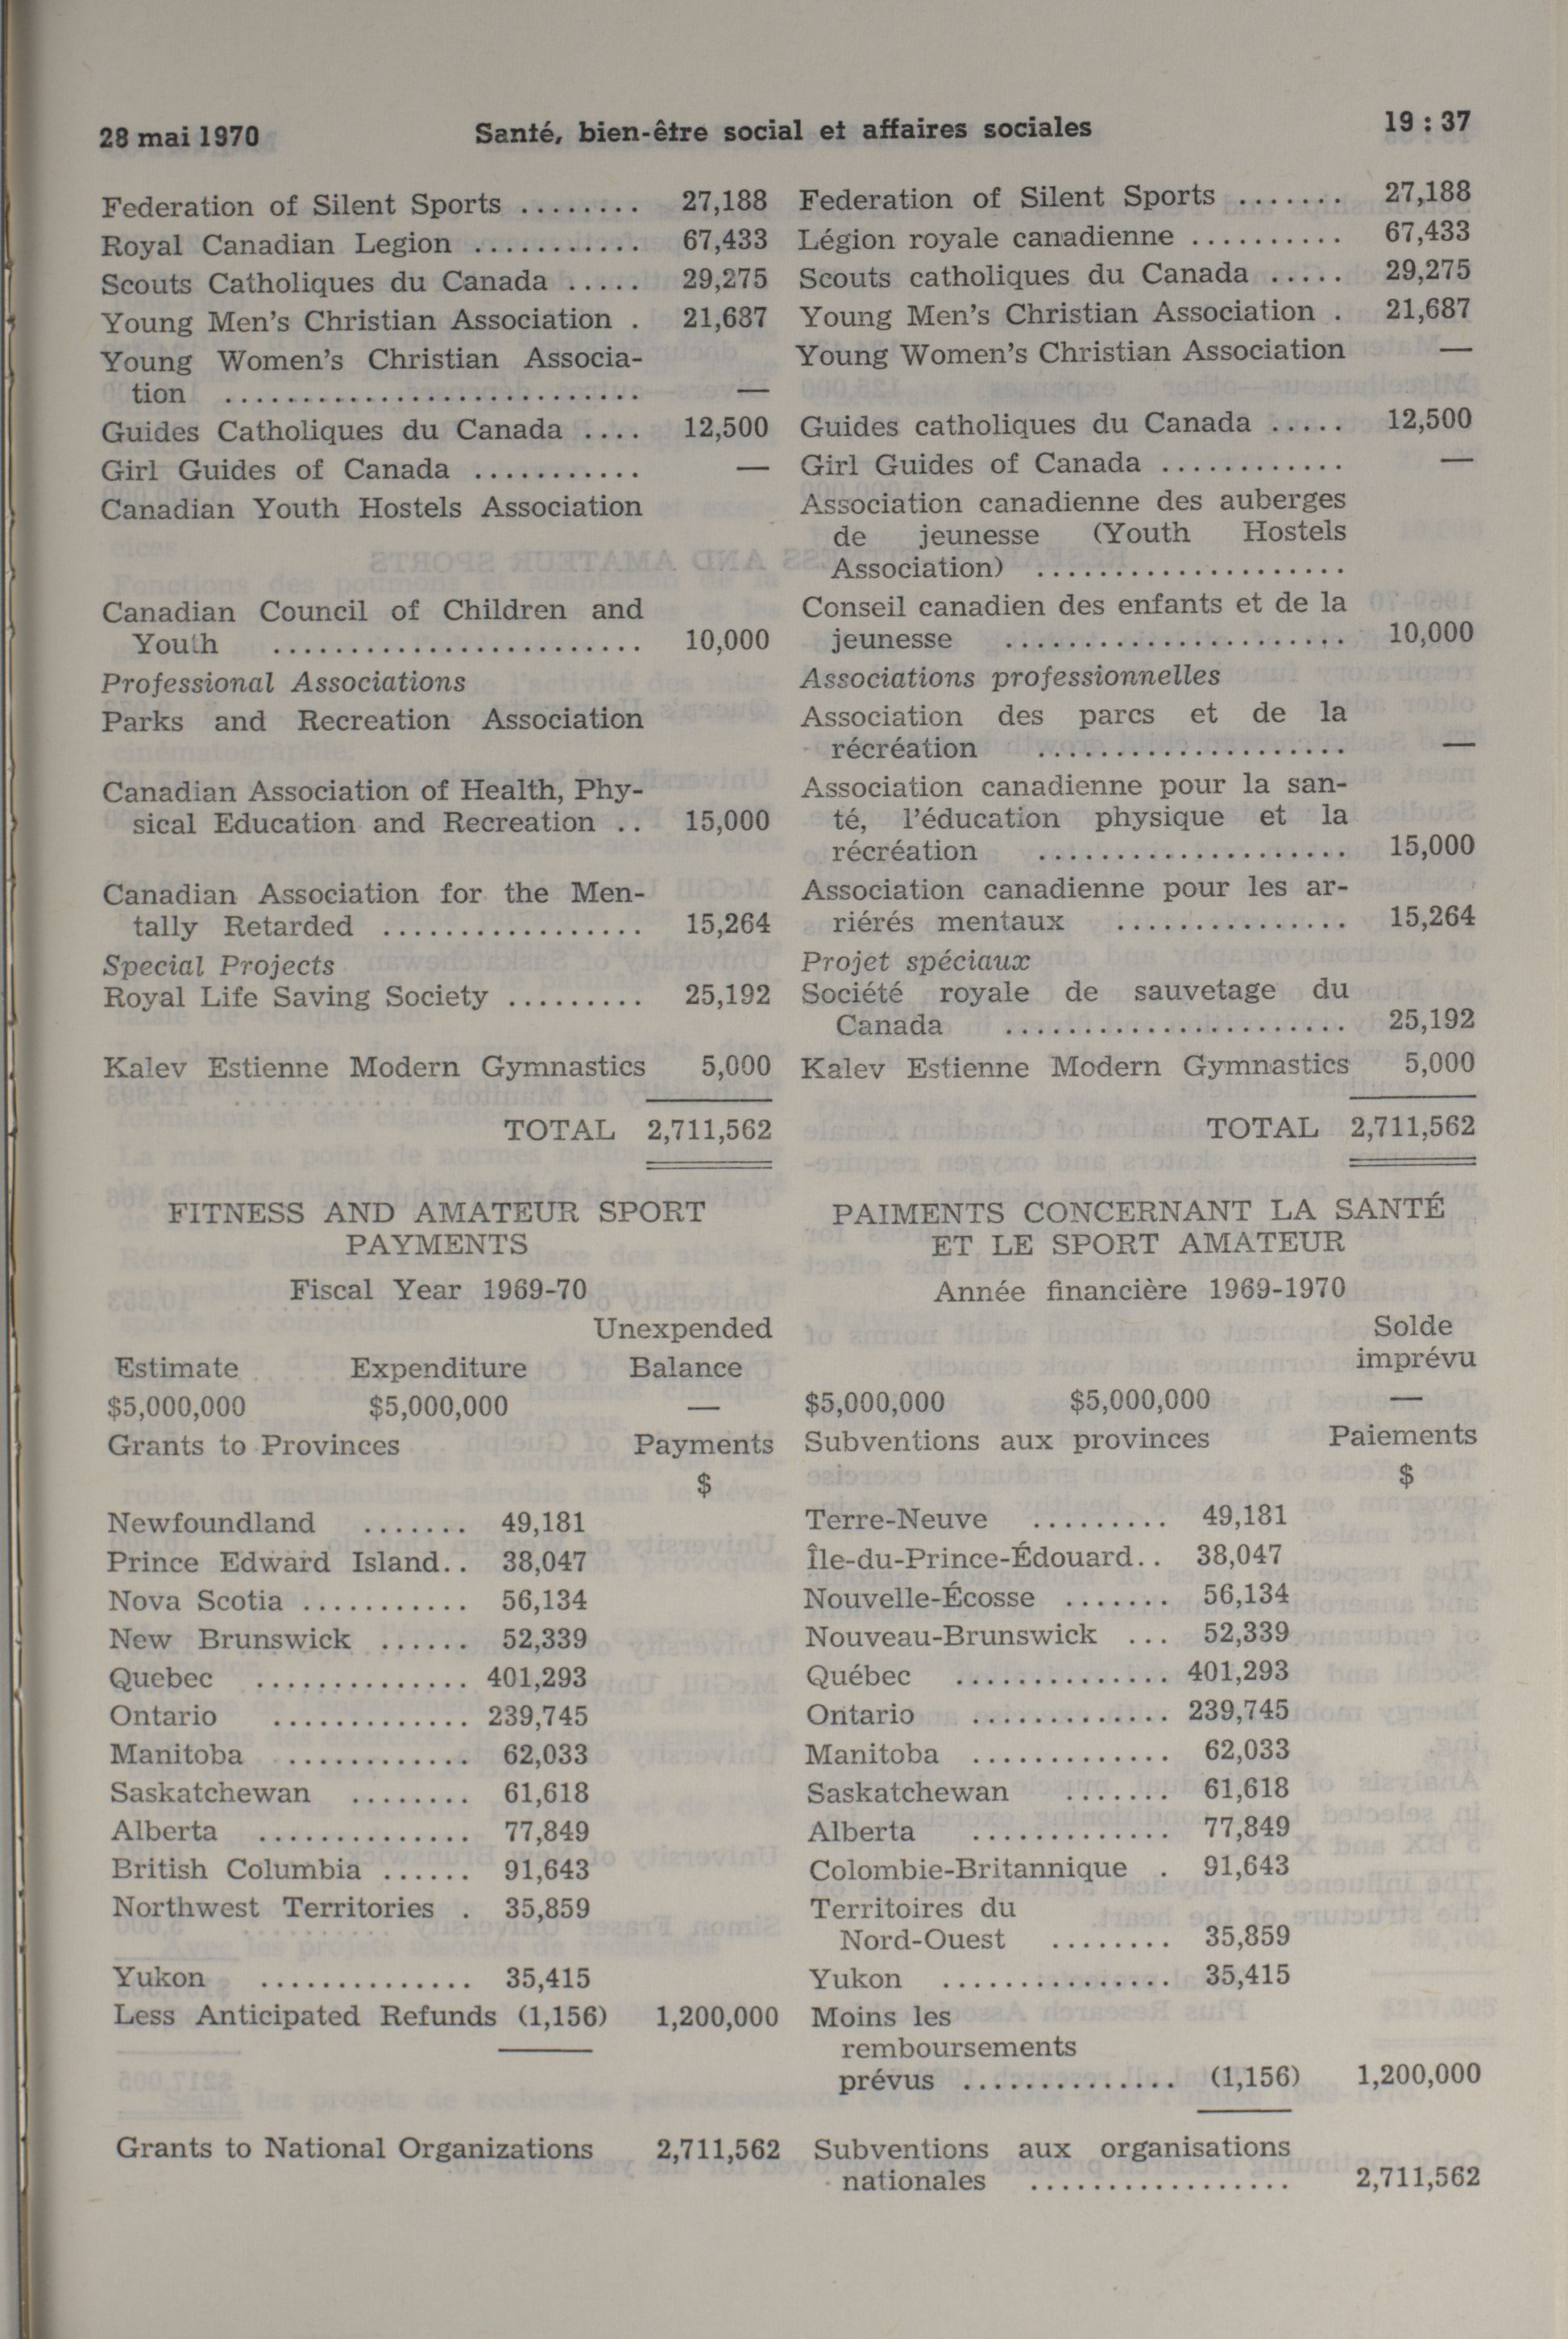 28 mai 1970 Santé, bien-être social et affaires sociales 19 : 37
Federation of Silent Sports ........ 27,188
Royal Canadian Legion ........... 67,433
Scouts Catholiques du Canada ..... 29,275
Young Men's Christian Association . 21,687
Young Women's Christian Associa-
tion ........................... —
Guides Catholiques du Canada .... 12,500
Girl Guides of Canada ........... —
Canadian Youth Hostels Association
Canadian Council of Children and
Youth ........................ 10,000
Professional Associations
Parks and Recreation Association
Canadian Association of Health, Phy-
sical Education and Recreation .. 15,000
Canadian Association for the Men-
tally Retarded ................. 15,264
Special Projects
Royal Life Saving Society ......... 25,192
Kalev Estienne Modern Gymnastics 5,000
TOTAL 2,711,562
FITNESS AND AMATEUR SPORT
PAYMENTS
Fiscal Year 1969-70
Unexpended
Estimate Expenditure Balance
$5,000,000 $5,000,000 —
Grants to Provinces Payments
$
Newfoundland ....... 49,181
Prince Edward Island.. 38,047
Nova Scotia ........... 56,134
New Brunswick ...... 52,339
Quebec .............. 401,293
Ontario ............. 239,745
Manitoba ............ 62,033
Saskatchewan ........ 61,618
Alberta .............. 77,849
British Columbia ...... 91,643
Northwest Territories . 35,859
Yukon .............. 35,415
Less Anticipated Refunds (1,156) 1,200,000
Grants to National Organizations 2,711,562
Federation of Silent Sports ....... 27,188
Légion royale canadienne .......... 67,433
Scouts catholiques du Canada ..... 29,275
Young Men's Christian Association . 21,687
Young Women's Christian Association —
Guides catholiques du Canada ..... 12,500
Girl Guides of Canada ............ —
Association canadienne des auberges
de jeunesse (Youth Hostels
Association) ....................
Conseil canadien des enfants et de la
jeunesse ...................... 10,000
Associations professionnelles
Association des parcs et de la
récréation .................... —
Association canadienne pour la san-
té, l'éducation physique et la
récréation .................... 15,000
Association canadienne pour les ar-
riérés mentaux ............... 15,264
Projet spéciaux
Société royale de sauvetage du
Canada ...................... 25,192
Kalev Estienne Modern Gymnastics 5,000
TOTAL 2,711,562
PAIMENTS CONCERNANT LA SANTÉ
ET LE SPORT AMATEUR
Année financière 1969-1970
Solde
imprévu
$5,000,000 $5,000,000 —
Subventions aux provinces Paiements
$
Terre-Neuve ......... 49,181
Île-du-Prince-Édouard.. 38,047
Nouvelle-Écosse ....... 56,134
Nouveau-Brunswick ... 52,339
Québec .............. 401,293
Ontario ............. 239,745
Manitoba ............. 62,033
Saskatchewan ....... 61,618
Alberta ............. 77,849
Colombie-Britannique . 91,643
Territoires du
Nord-Ouest ........ 35,859
Yukon ............... 35,415
Moins les
remboursements
prévus .............. (1,156) 1,200,000
Subventions aux organisations
nationales ................. 2,711,562